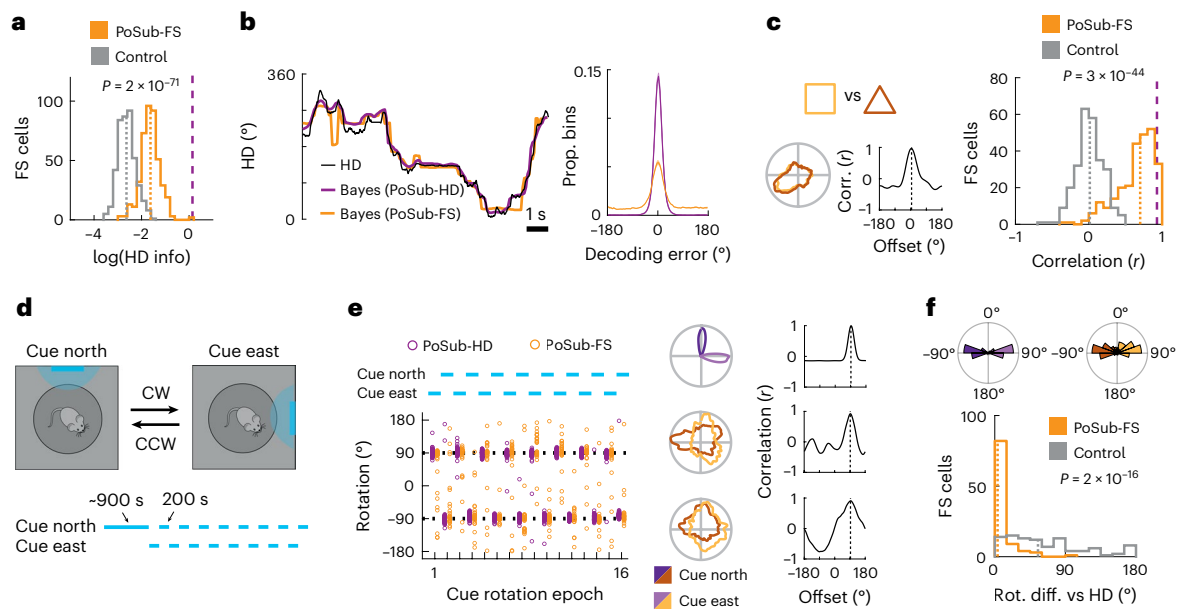 a
PoSub-FS
Control
P = 2 × 10⁻⁷¹
100
50
0
FS cells
−4 −2 0
log(HD info)
b
360
0
HD (°)
HD
Bayes (PoSub-HD)
Bayes (PoSub-FS)
1 s
0.15
0
Prop. bins
−180 0 180
Decoding error (°)
c
vs
1
0
Corr. (r)
−180 0 180
Offset (°)
PoSub-FS
Control
P = 3 × 10⁻⁴⁴
80
60
40
20
0
FS cells
−1 0 1
Correlation (r)
d
Cue north
Cue east
CW
CCW
~900 s
200 s
Cue north
Cue east
e
PoSub-HD
PoSub-FS
Cue north
Cue east
180
90
0
−90
−180
Rotation (°)
1 16
Cue rotation epoch
Cue north
Cue east
1
0
−1
1
0
−1
1
0
−1
Correlation (r)
−180 0 180
Offset (°)
f
0°
−90° 90°
180°
0°
−90° 90°
180°
PoSub-FS
Control
P = 2 × 10⁻¹⁶
100
50
0
FS cells
0 90 180
Rot. diff. vs HD (°)